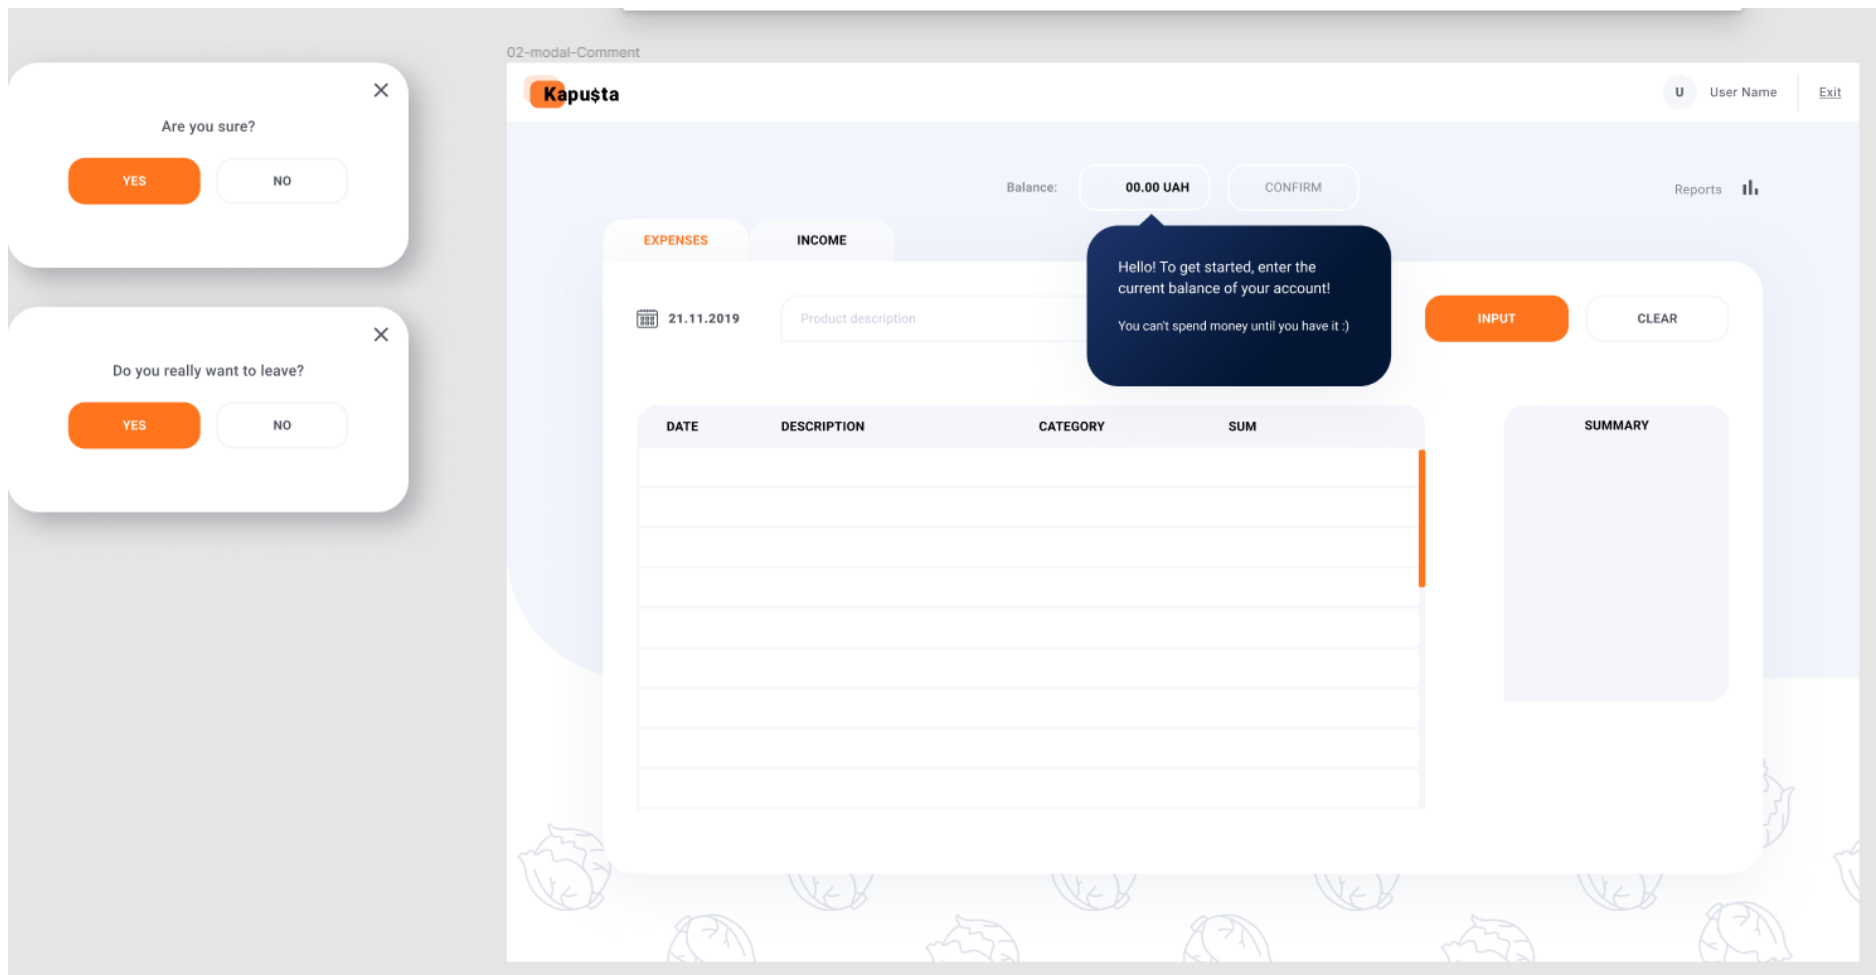 02-modal-Comment
Kapu$ta
U User Name Exit
Are you sure?
YES NO
Do you really want to leave?
YES NO
Balance: 00.00 UAH CONFIRM
Reports
EXPENSES INCOME
Hello! To get started, enter the
current balance of your account!
You can't spend money until you have it :)
21.11.2019 Product description
INPUT CLEAR
DATE DESCRIPTION CATEGORY SUM
SUMMARY